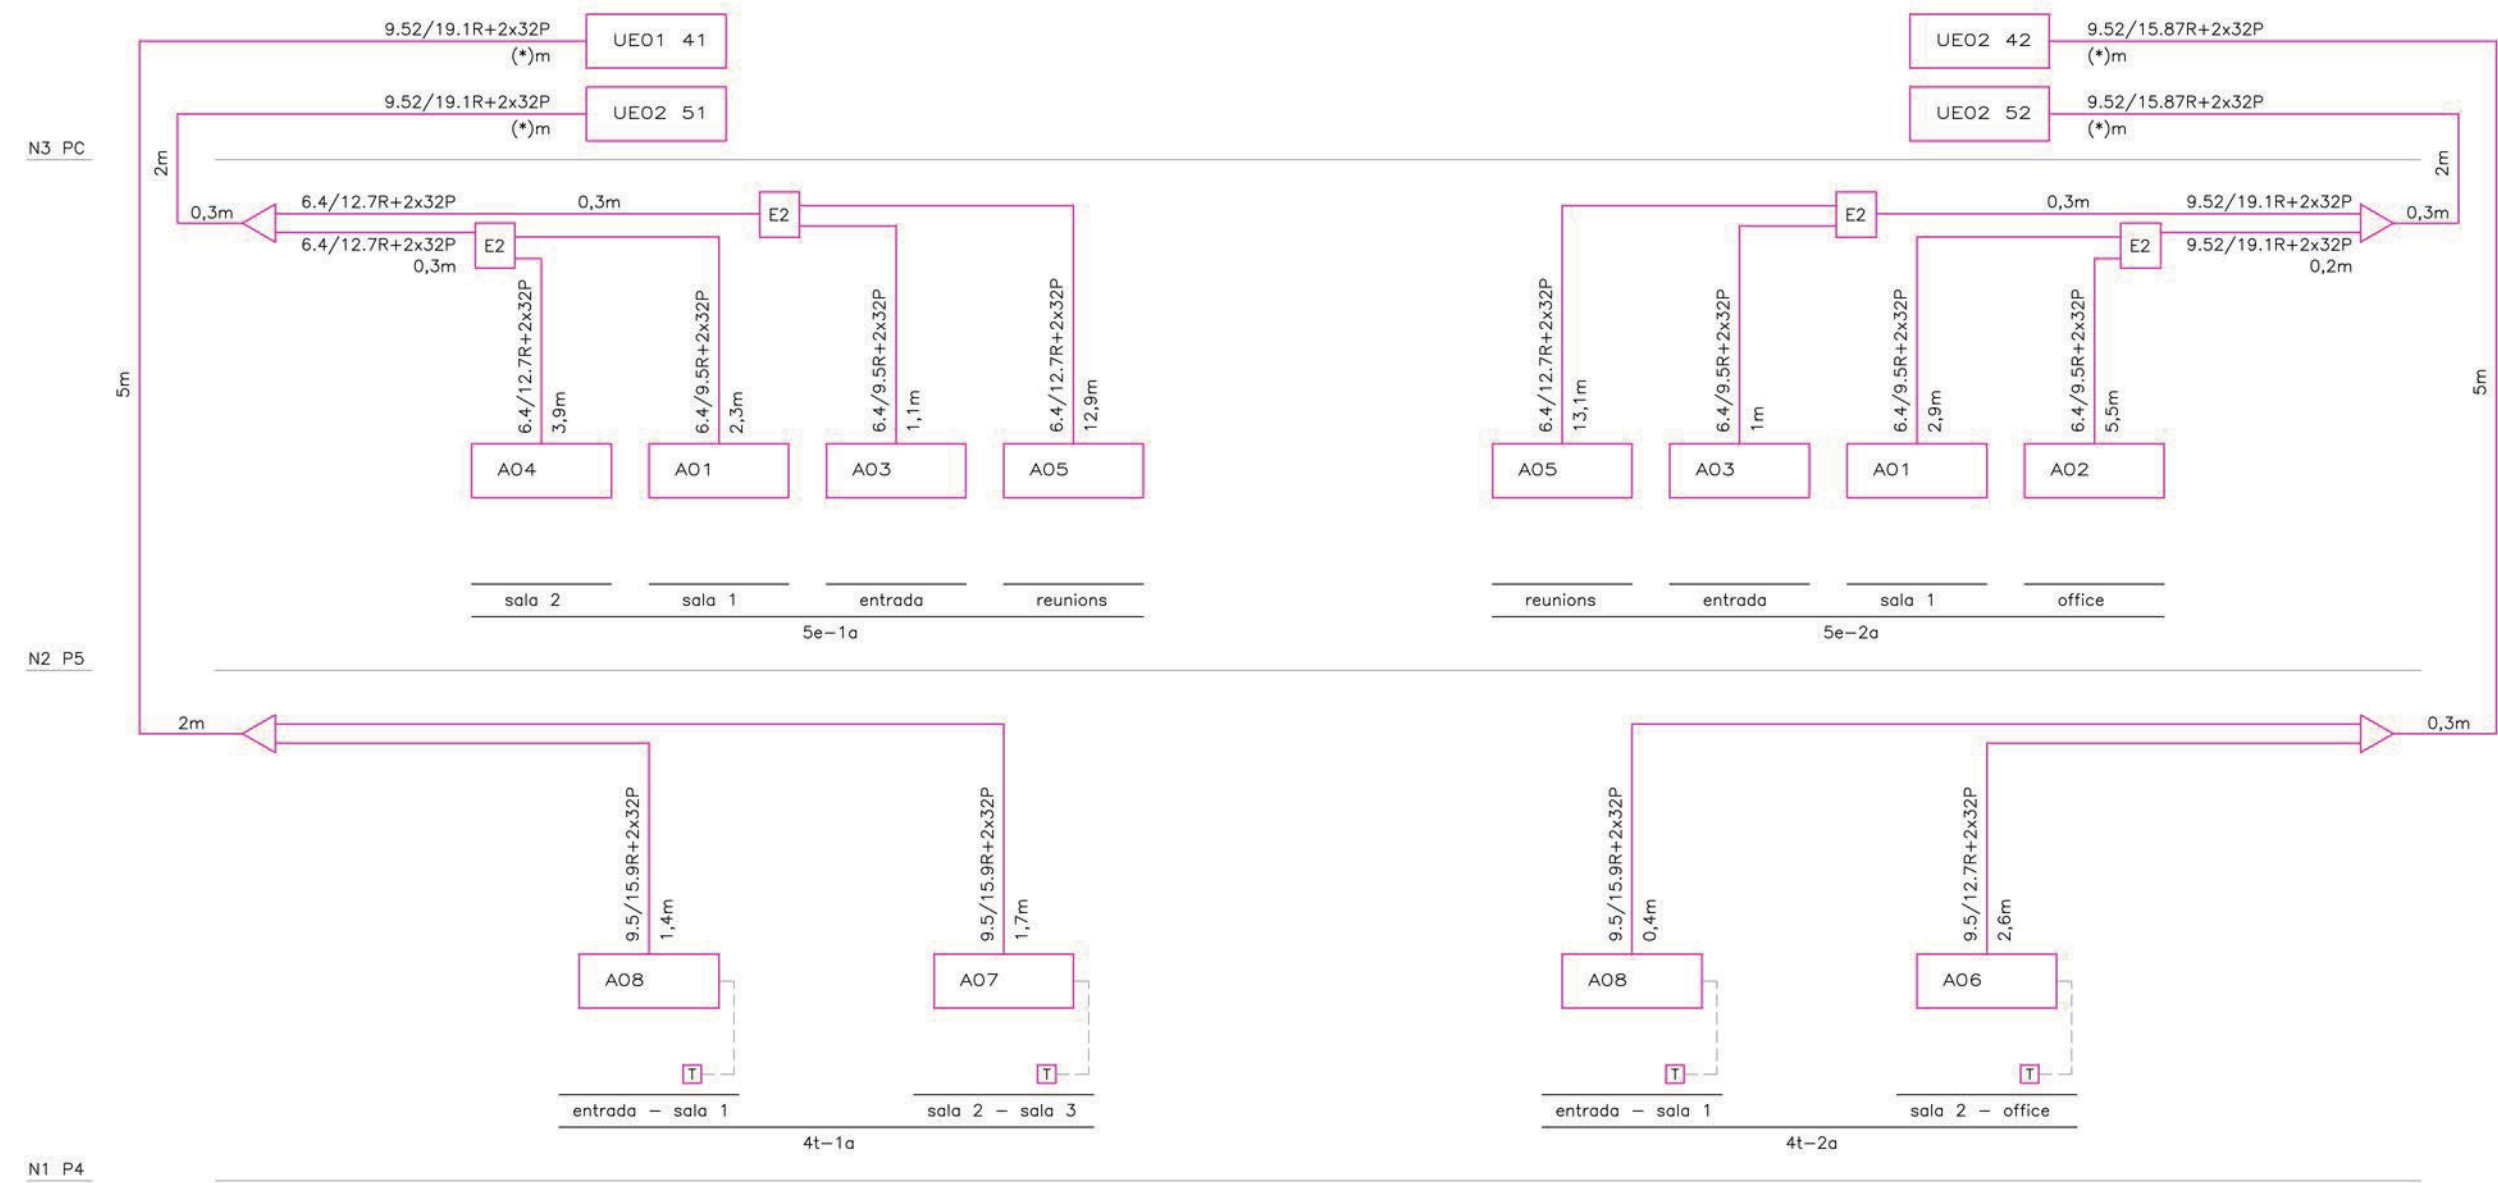 9.52/19.1R+2x32P
(*)m
UE01 41
UE02 42
9.52/15.87R+2x32P
(*)m
9.52/19.1R+2x32P
(*)m
UE02 51
UE02 52
9.52/15.87R+2x32P
(*)m
N3 PC
2m
2m
0,3m
6.4/12.7R+2x32P
0,3m
E2
E2
0,3m
9.52/19.1R+2x32P
0,3m
6.4/12.7R+2x32P
0,3m
E2
E2
9.52/19.1R+2x32P
0,2m
5m
6.4/12.7R+2x32P
3,9m
6.4/9.5R+2x32P
2,3m
6.4/9.5R+2x32P
1,1m
6.4/12.7R+2x32P
12,9m
6.4/12.7R+2x32P
13,1m
6.4/9.5R+2x32P
1m
6.4/9.5R+2x32P
2,9m
6.4/9.5R+2x32P
5,5m
5m
A04
A01
A03
A05
A05
A03
A01
A02
sala 2
sala 1
entrada
reunions
reunions
entrada
sala 1
office
5e-1a
5e-2a
N2 P5
2m
0,3m
9.5/15.9R+2x32P
1,4m
9.5/15.9R+2x32P
1,7m
9.5/15.9R+2x32P
0,4m
9.5/12.7R+2x32P
2,6m
A08
A07
A08
A06
T
T
T
T
entrada - sala 1
sala 2 - sala 3
entrada - sala 1
sala 2 - office
4t-1a
4t-2a
N1 P4